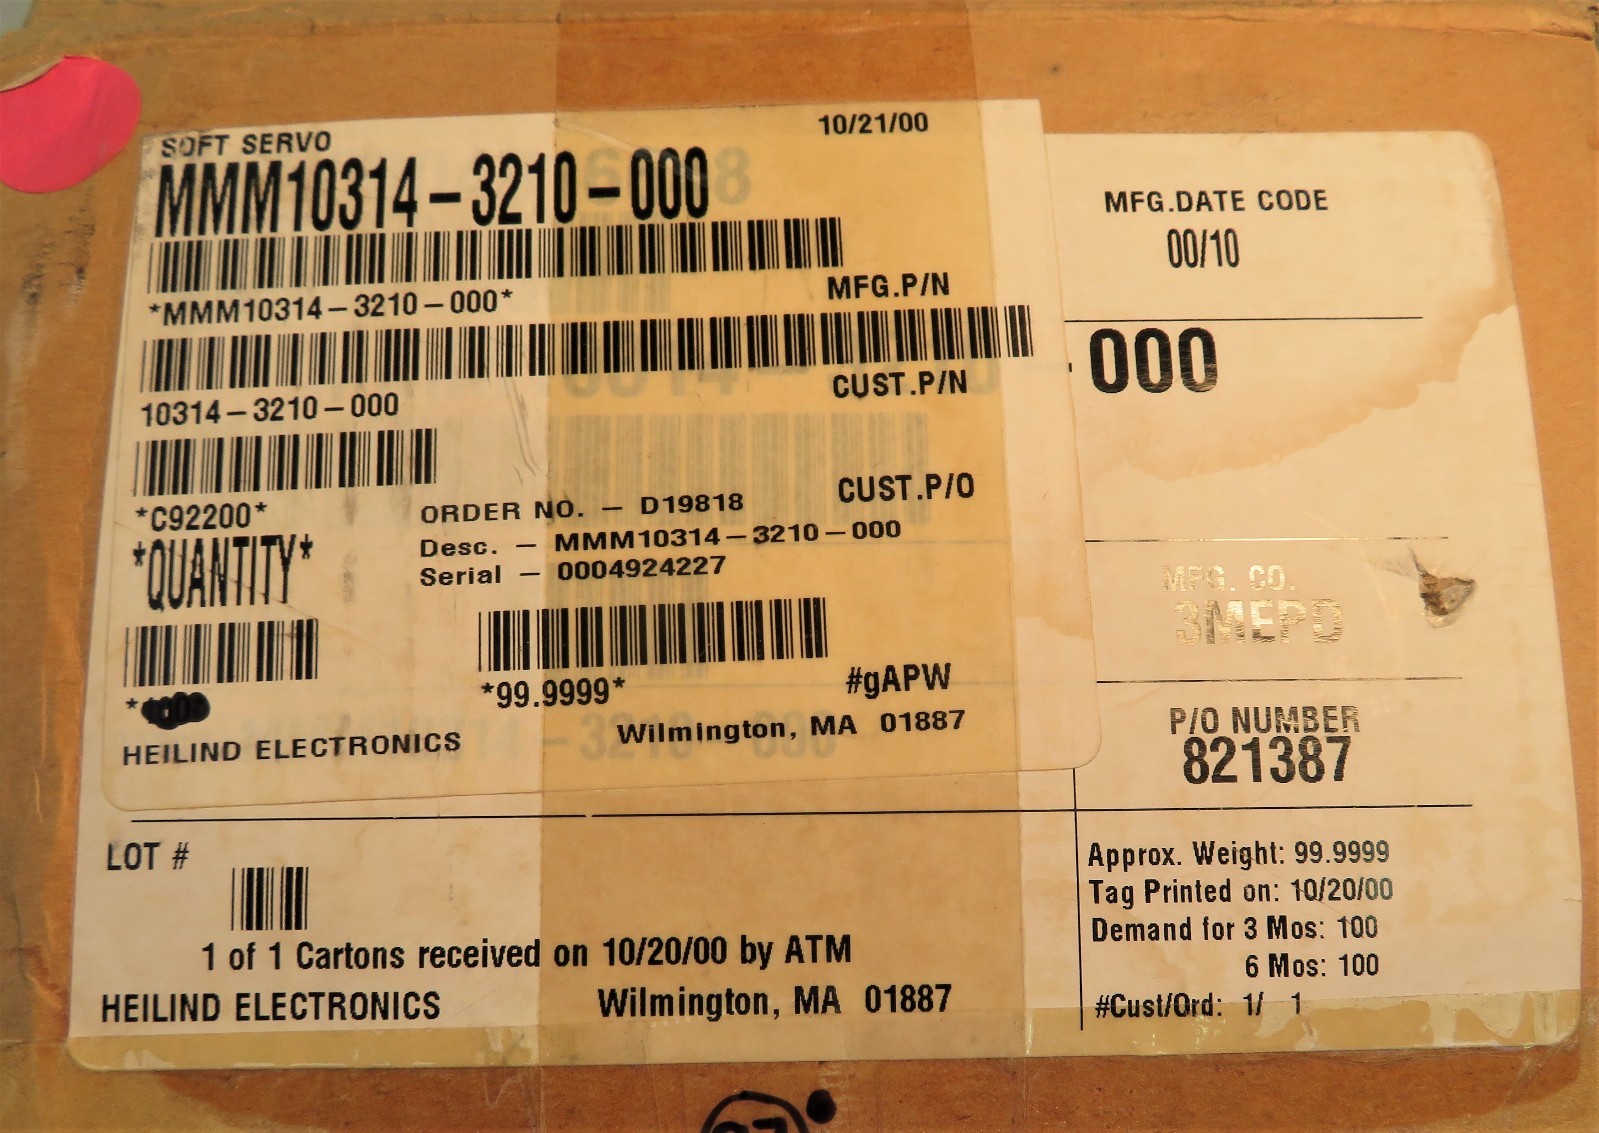 SOFT SERVO
10/21/00
MMM10314-3210-000
*MMM10314-3210-000*
MFG.P/N
10314-3210-000
CUST.P/N
*C92200*
CUST.P/O
ORDER NO. - D19818
*QUANTITY*
Desc. - MMM10314-3210-000
Serial - 0004924227
*99.9999*
#gAPW
HEILIND ELECTRONICS
Wilmington, MA 01887
MFG.DATE CODE
00/10
-000
MFG. CO.
3MEPD
P/O NUMBER
821387
LOT #
1 of 1 Cartons received on 10/20/00 by ATM
HEILIND ELECTRONICS
Wilmington, MA 01887
Approx. Weight: 99.9999
Tag Printed on: 10/20/00
Demand for 3 Mos: 100
6 Mos: 100
#Cust/Ord: 1/ 1